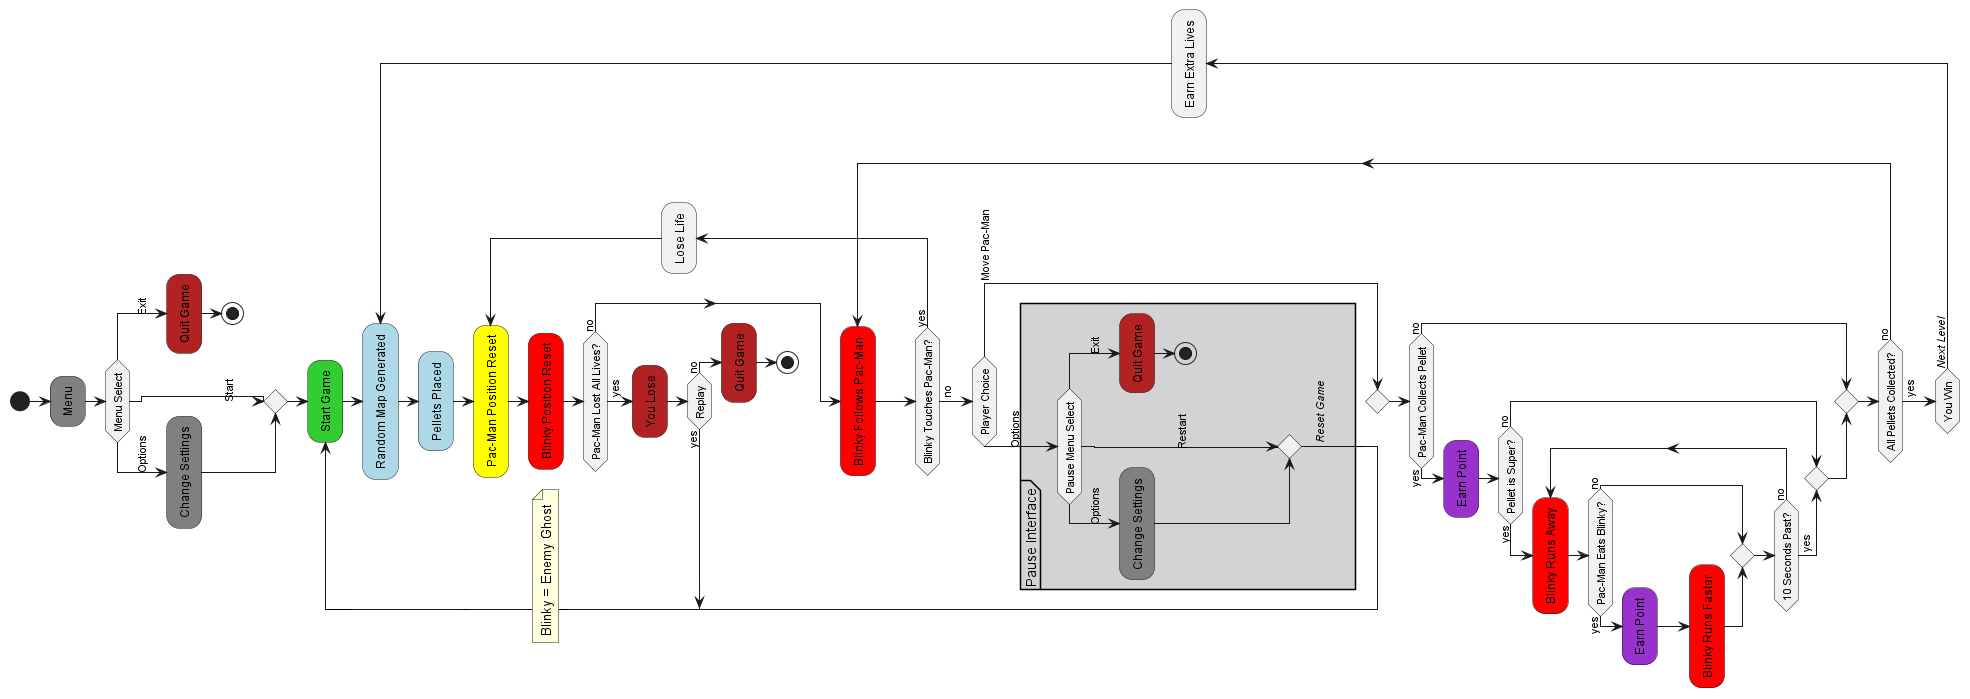 Menu
Menu Select
Exit
Quit Game
Start
Options
Change Settings
Start Game
Random Map Generated
Pellets Placed
Pac-Man Position Reset
Blinky Position Reset
Blinky = Enemy Ghost
Pac-Man Lost All Lives?
no
yes
You Lose
Replay
no
yes
Quit Game
Lose Life
Blinky Follows Pac-Man
Blinky Touches Pac-Man?
yes
no
Player Choice
Move Pac-Man
Options
Pause Interface
Pause Menu Select
Exit
Quit Game
Restart
Options
Change Settings
Reset Game
Earn Extra Lives
Pac-Man Collects Pellet
no
yes
Earn Point
Pellet is Super?
no
yes
Blinky Runs Away
Pac-Man Eats Blinky?
no
yes
Earn Point
Blinky Runs Faster
10 Seconds Past?
no
yes
All Pellets Collected?
no
yes
You Win
Next Level